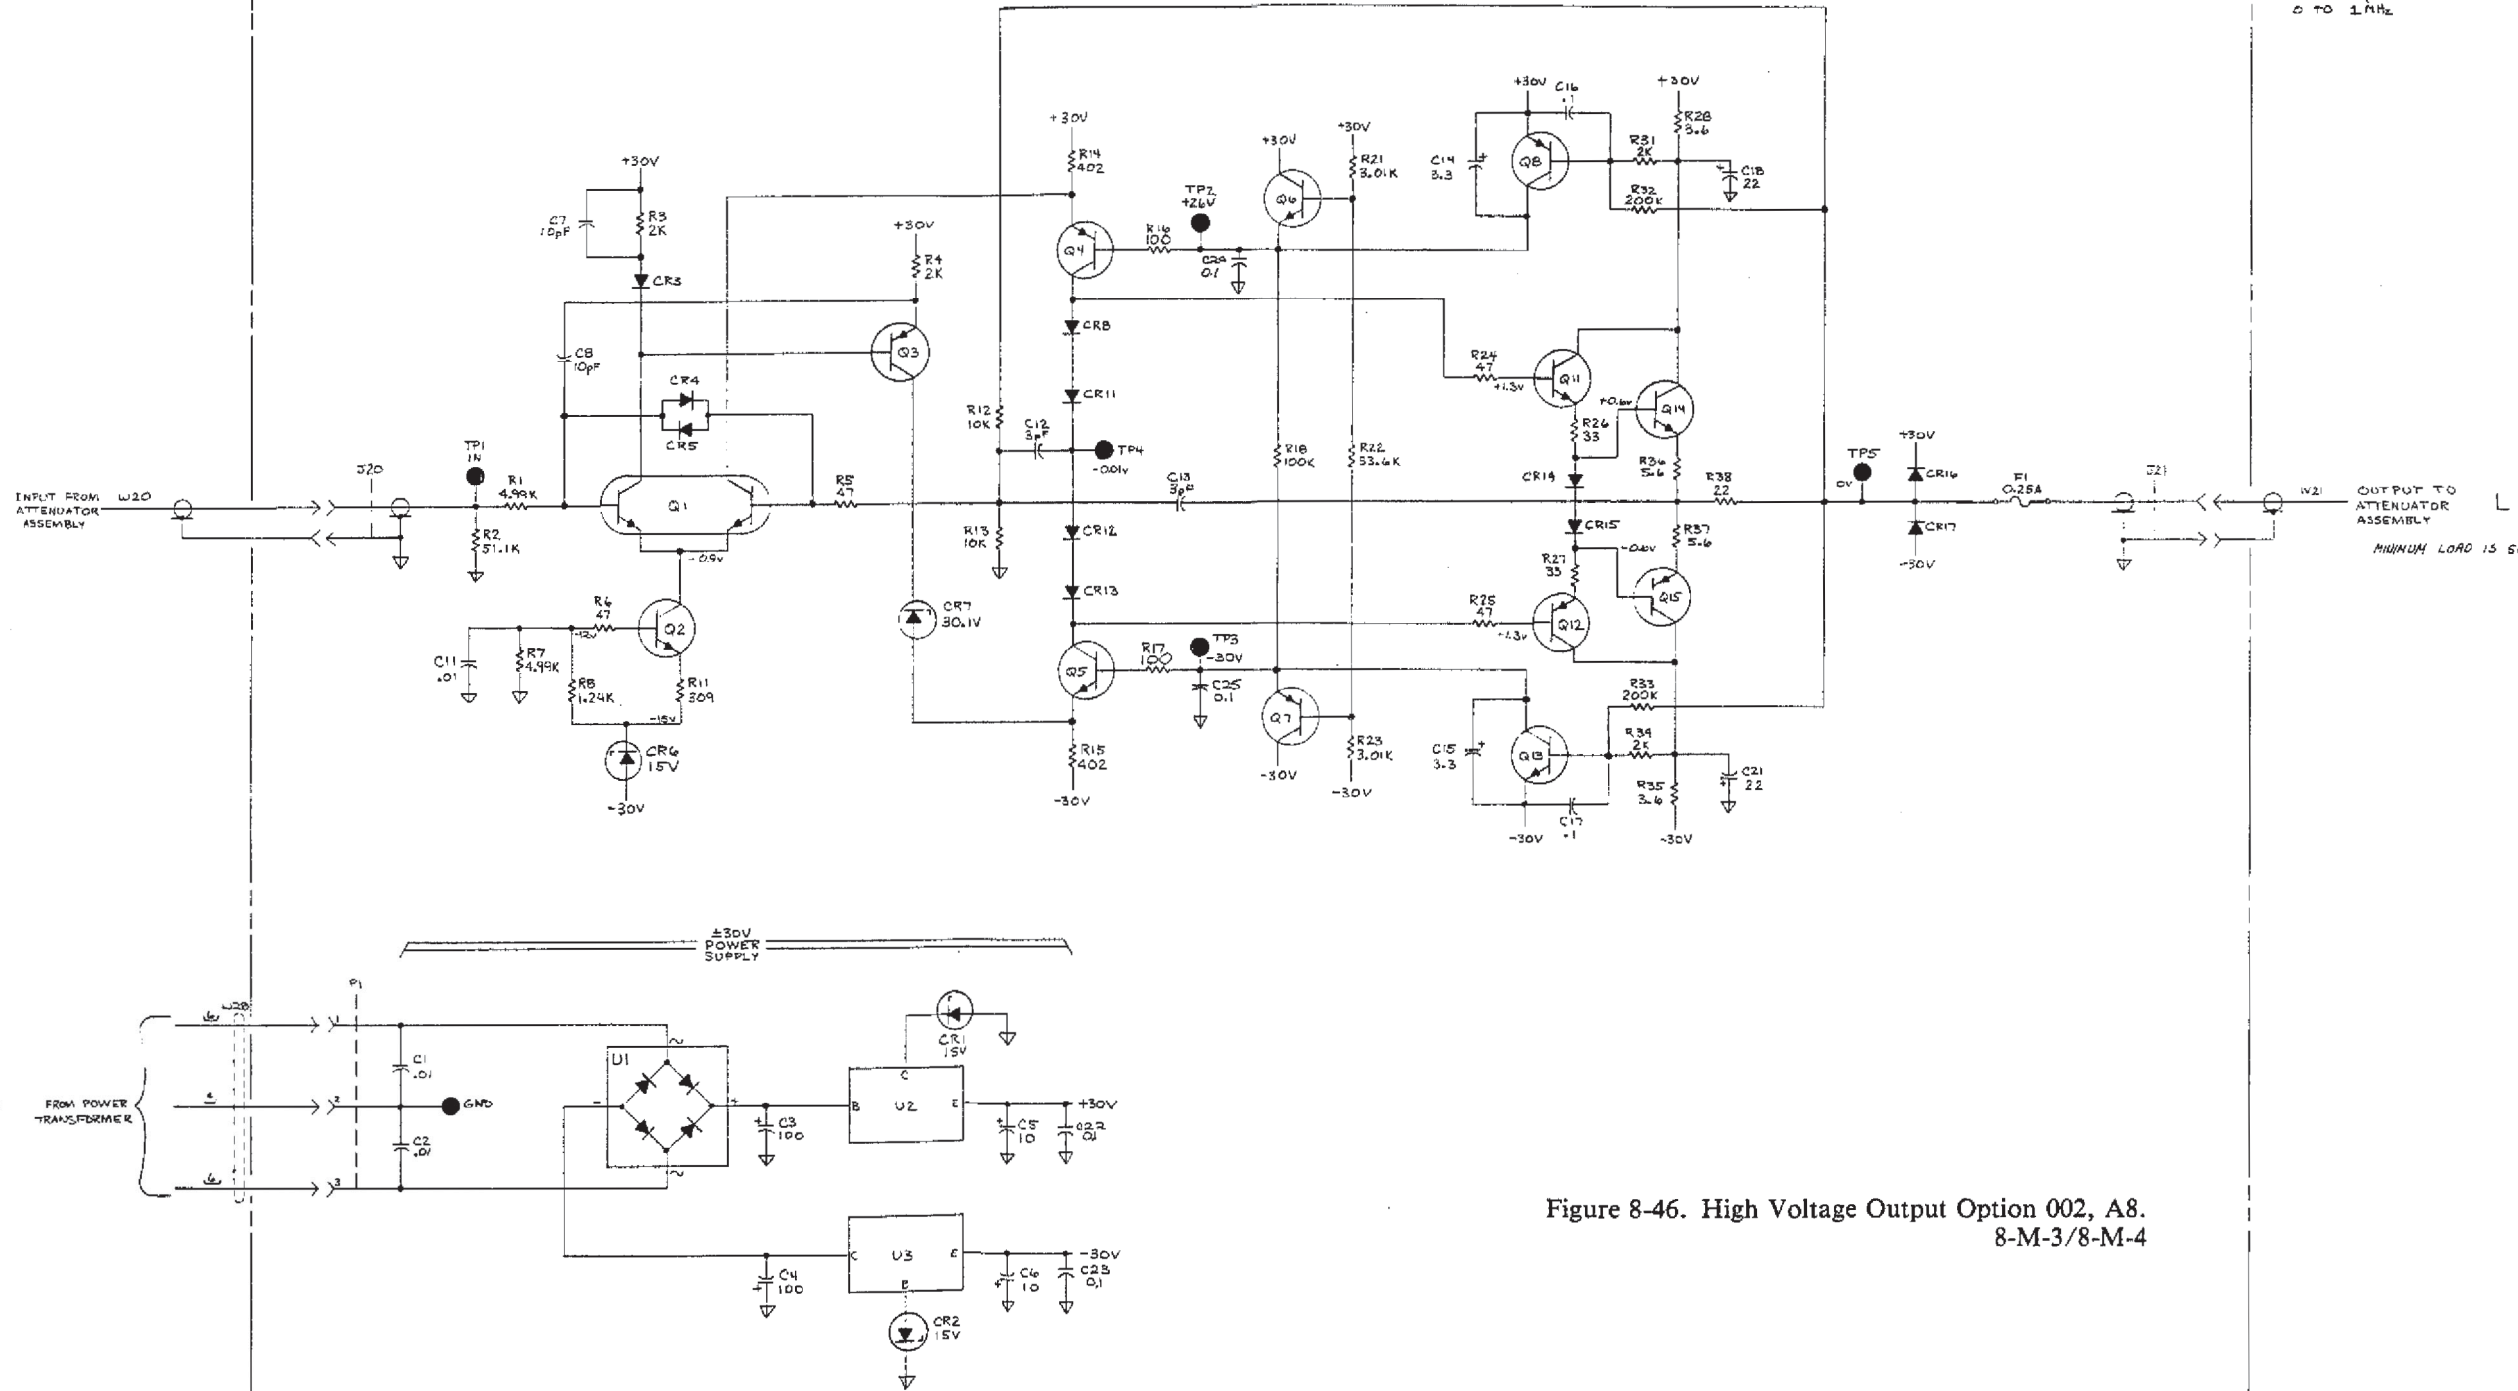 0 TO 1 MHz
+30V
C16
.1
+30V
R28
3.6
+30V
R14
402
+30V
+30V
R21
3.01K
C14
3.3
Q8
R31
2K
C18
22
R32
200K
+30V
C7
10pF
R3
2K
CR3
+30V
R4
2K
Q4
R16
100
TP2
+26V
Q6
0.1
C8
10pF
Q3
CR8
CR11
R24
47
+1.3V
Q11
R26
33
+0.6V
Q14
CR4
CR5
R12
10K
C12
3pF
TP4
-0.01V
R18
100K
R22
53.6K
CR14
R36
5.6
R38
22
TP5
0V
+30V
CR16
F1
0.25A
J21
W21
OUTPUT TO
ATTENUATOR
ASSEMBLY
L
INPUT FROM
ATTENUATOR
ASSEMBLY
W20
J20
TP1
IN
R1
4.99K
R2
51.1K
Q1
R5
47
C13
3pF
R13
10K
CR12
CR15
R37
5.6
CR17
-30V
MINIMUM LOAD IS
-0.9V
CR13
-0.6V
R27
33
Q15
R6
47
-12V
Q2
CR7
30.1V
R25
47
-1.3V
Q12
C11
.01
R7
4.99K
R8
1.24K
R11
309
-15V
Q5
R17
100
TP3
-30V
C25
0.1
Q7
R33
200K
CR6
15V
-30V
R15
402
-30V
-30V
R23
3.01K
-30V
C15
3.3
Q13
R34
2K
R35
3.6
C21
22
C17
.1
-30V
-30V
±30V
POWER
SUPPLY
P1
W28
6
1
C1
.01
U1
CR1
15V
FROM POWER
TRANSFORMER
2
GND
-
+
C3
100
B
C
U2
E
+30V
C5
10
C22
0.1
C2
.01
6
3
C4
100
C
U3
E
B
-30V
C6
10
C23
0.1
CR2
15V
Figure 8-46. High Voltage Output Option 002, A8.
8-M-3/8-M-4